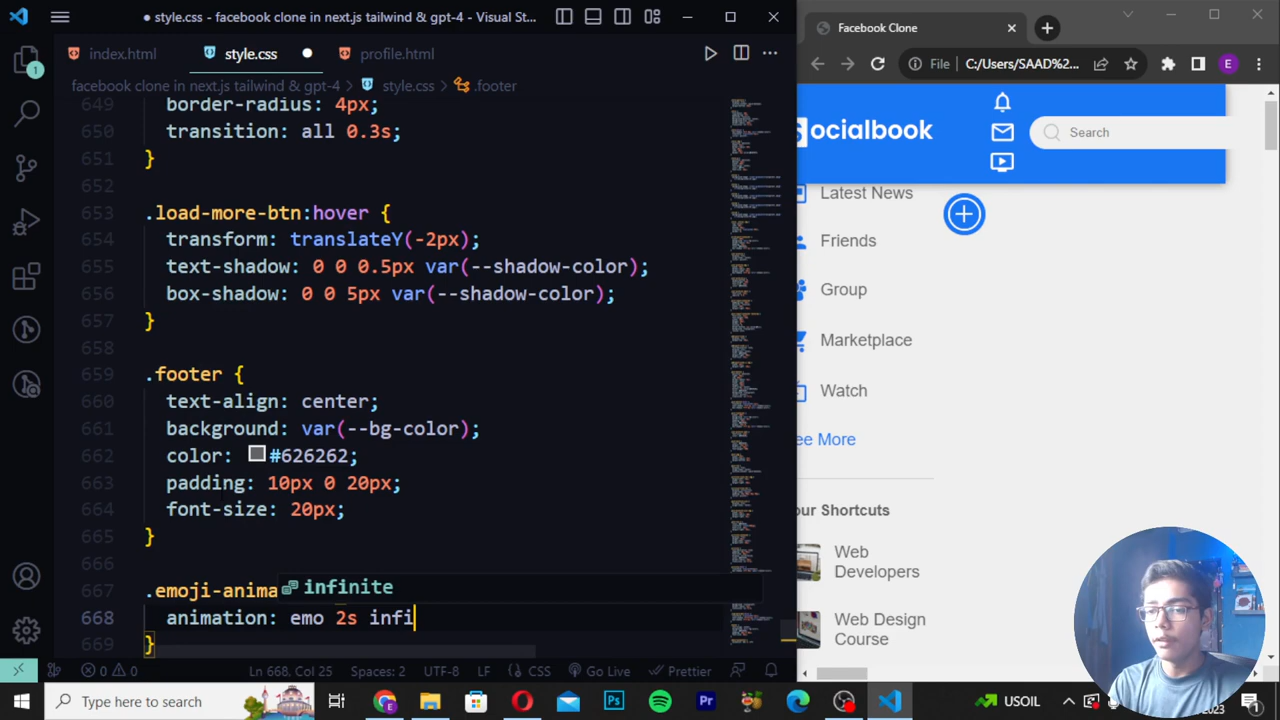 style.css - facebook clone in next.js tailwind & gpt-4 - Visual St...
index.html
style.css
profile.html
facebook clone in next.js tailwind & gpt-4 > style.css > .footer
649 border-radius: 4px;
650 transition: all 0.3s;
651 }
652
653 .load-more-btn:hover {
654 transform: translateY(-2px);
655 text-shadow: 0 0 0.5px var(--shadow-color);
656 box-shadow: 0 0 5px var(--shadow-color);
657 }
658
659 .footer {
660 text-align: center;
661 background: var(--bg-color);
662 color: #626262;
663 padding: 10px 0 20px;
664 font-size: 20px;
665 }
666
667 .emoji-anima
infinite
668 animation: emo 2s infi
669 }
0 0 Ln 668, Col 25 Spaces: 2 UTF-8 LF {} CSS Go Live Prettier
1
Facebook Clone
File C:/Users/SAAD%2... E
ocialbook
Search
Latest News
Friends
Group
Marketplace
Watch
ee More
our Shortcuts
Web
Developers
Web Design
Course
Type here to search
Ps
Pr
USOIL
2023
1